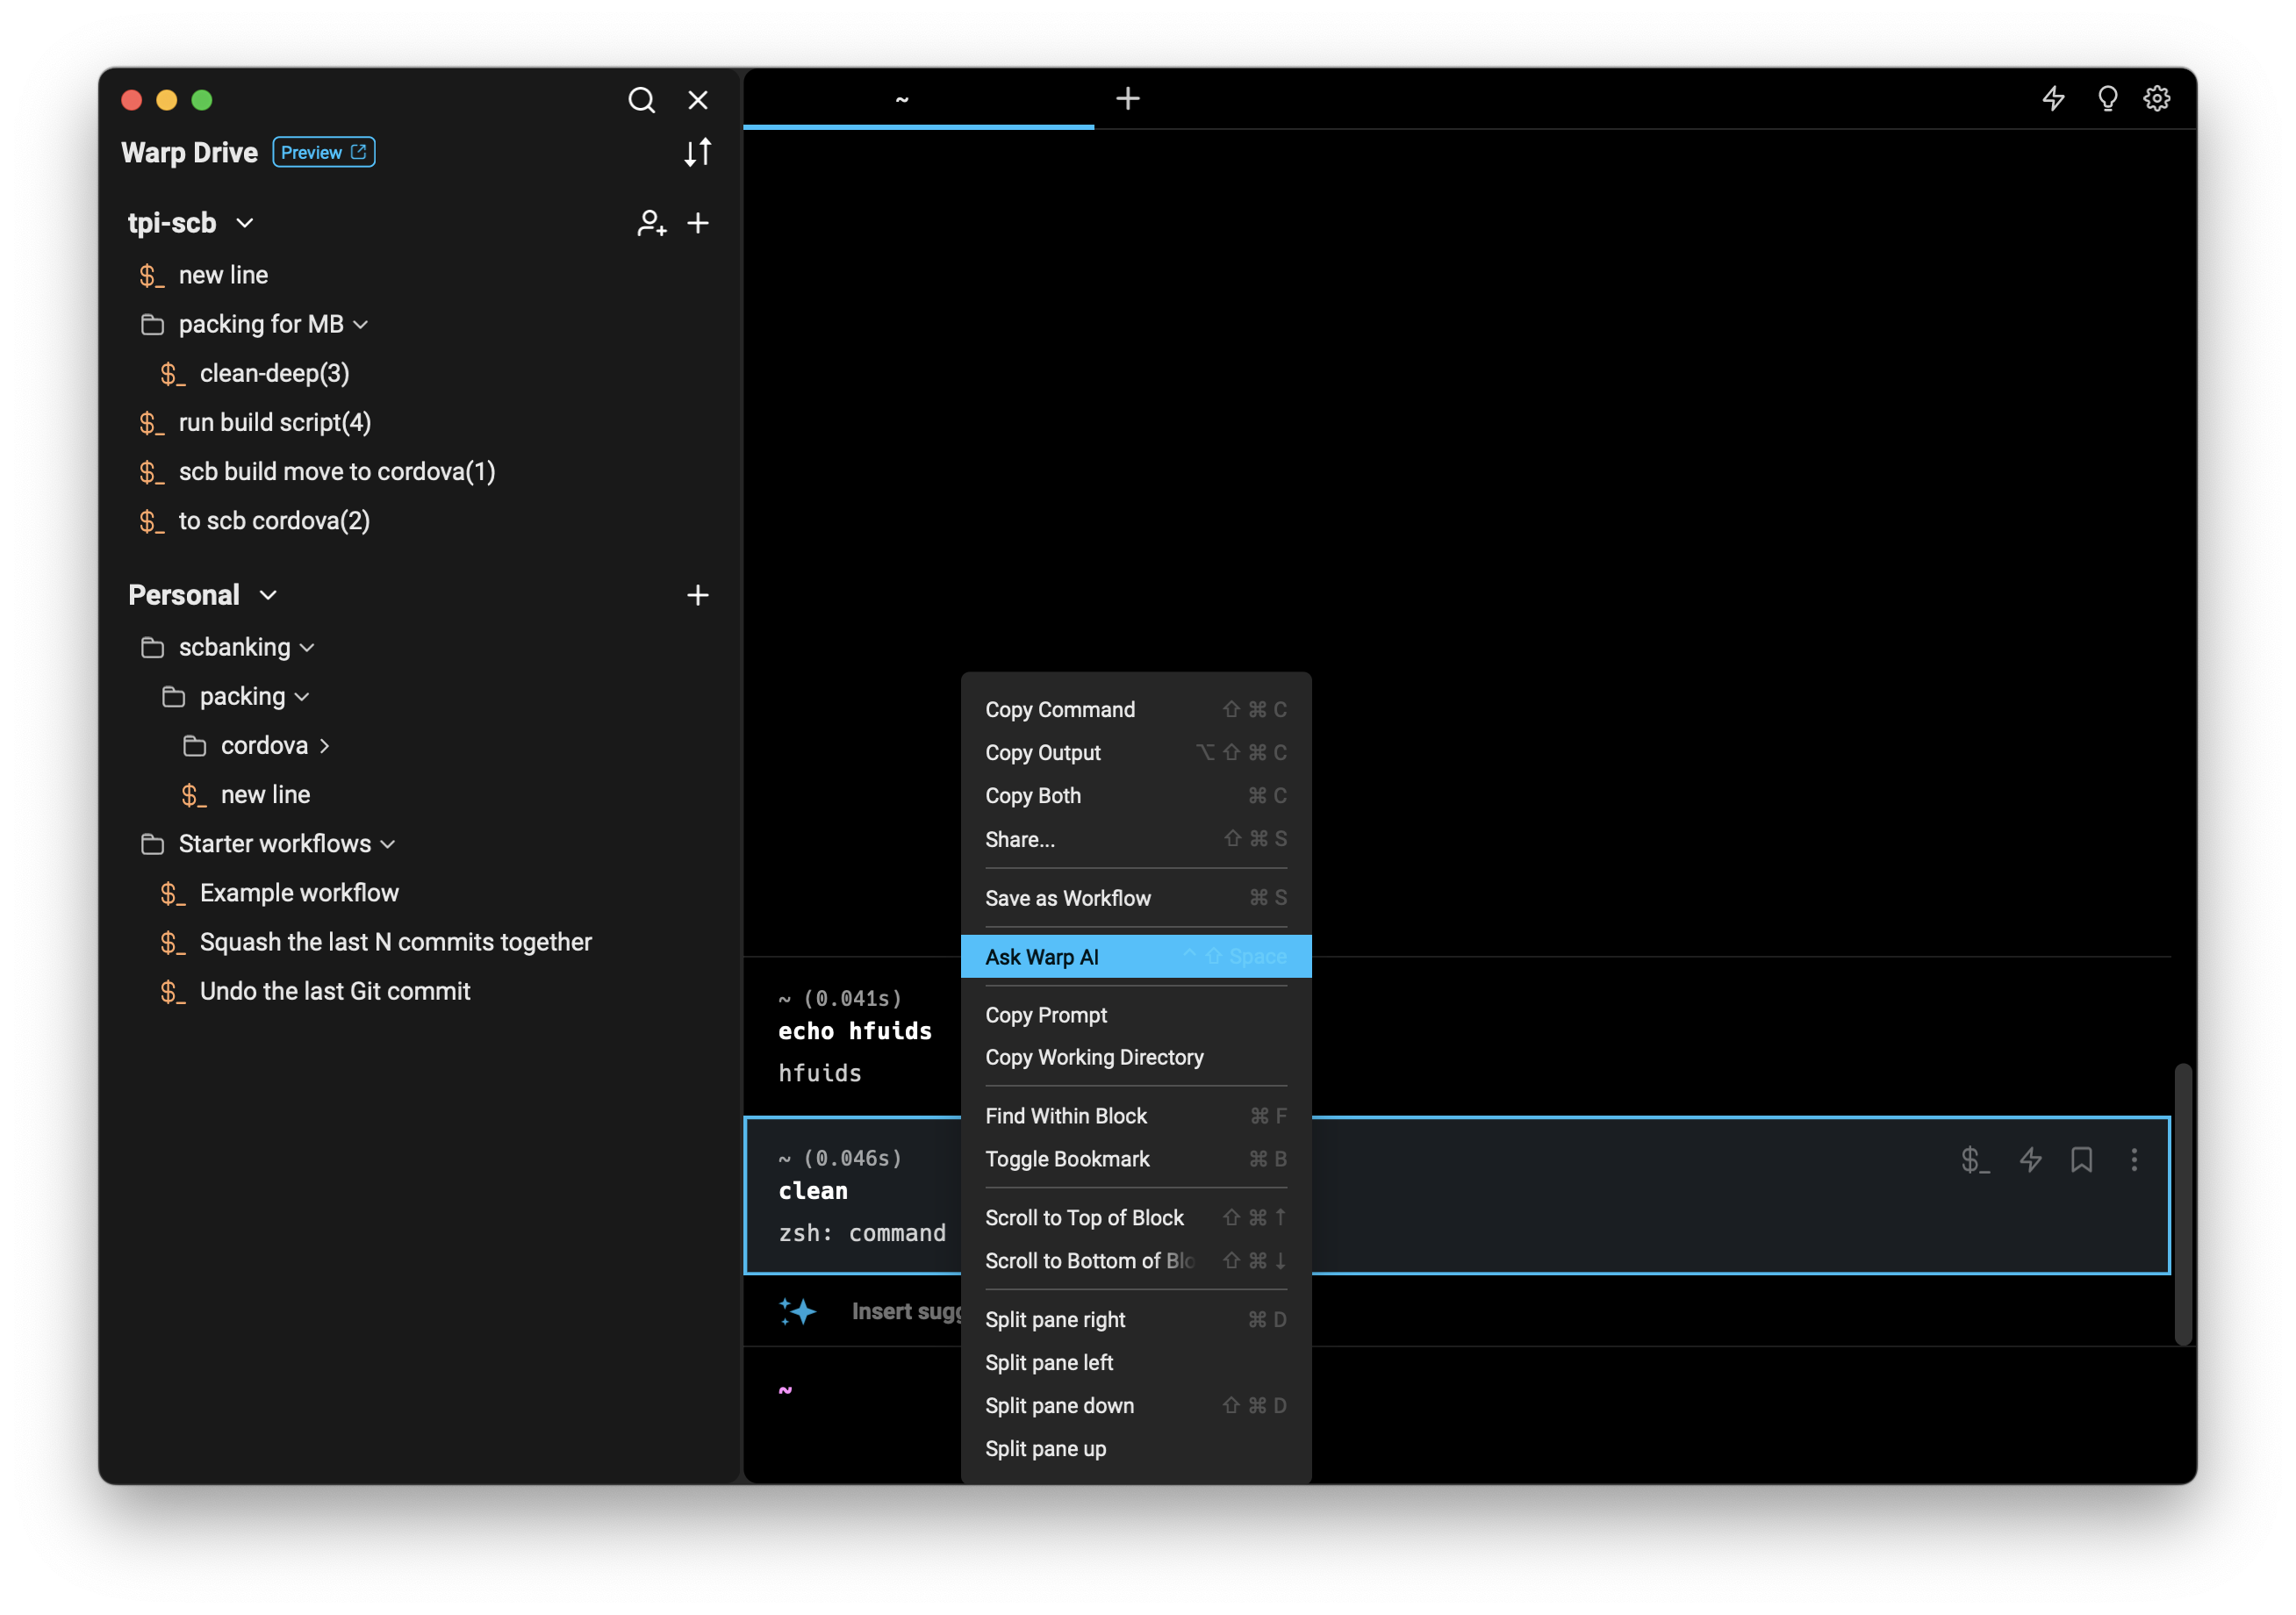 Warp Drive Preview
tpi-scb
$_ new line
packing for MB
$_ clean-deep(3)
$_ run build script(4)
$_ scb build move to cordova(1)
$_ to scb cordova(2)
Personal
scbanking
packing
cordova
$_ new line
Starter workflows
$_ Example workflow
$_ Squash the last N commits together
$_ Undo the last Git commit
~
~ (0.041s)
echo hfuids
hfuids
~ (0.046s)
$_
clean
zsh: command
Insert sugg
~
Copy Command ⇧ ⌘ C
Copy Output ⌥ ⇧ ⌘ C
Copy Both ⌘ C
Share... ⇧ ⌘ S
Save as Workflow ⌘ S
Ask Warp AI ^ ⇧ Space
Copy Prompt
Copy Working Directory
Find Within Block ⌘ F
Toggle Bookmark ⌘ B
Scroll to Top of Block ⇧ ⌘ ↑
Scroll to Bottom of Blo ⇧ ⌘ ↓
Split pane right ⌘ D
Split pane left
Split pane down ⇧ ⌘ D
Split pane up